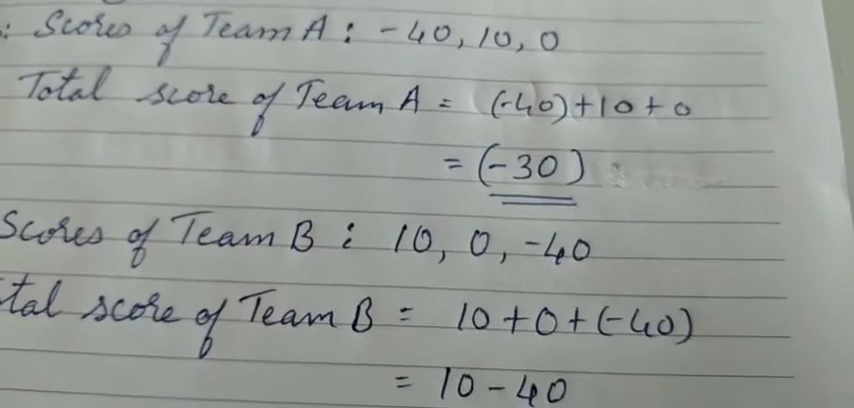 : Scores of Team A : -40, 10, 0
Total score of Team A = (-40)+10+0
= (-30)
Scores of Team B : 10, 0, -40
tal score of Team B = 10+0+(-40)
= 10-40